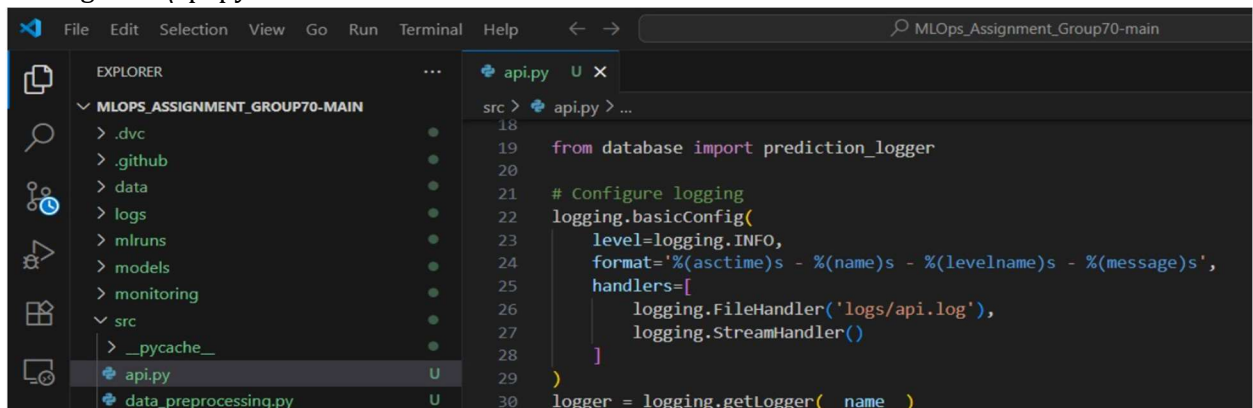 File Edit Selection View Go Run Terminal Help
MLOps_Assignment_Group70-main
EXPLORER
MLOPS_ASSIGNMENT_GROUP70-MAIN
.dvc
.github
data
logs
mlruns
models
monitoring
src
__pycache__
api.py U
data_preprocessing.py U
api.py U
src > api.py > ...
18
19 from database import prediction_logger
20
21 # Configure logging
22 logging.basicConfig(
23 level=logging.INFO,
24 format='%(asctime)s - %(name)s - %(levelname)s - %(message)s',
25 handlers=[
26 logging.FileHandler('logs/api.log'),
27 logging.StreamHandler()
28 ]
29 )
30 logger = logging.getLogger(__name__)